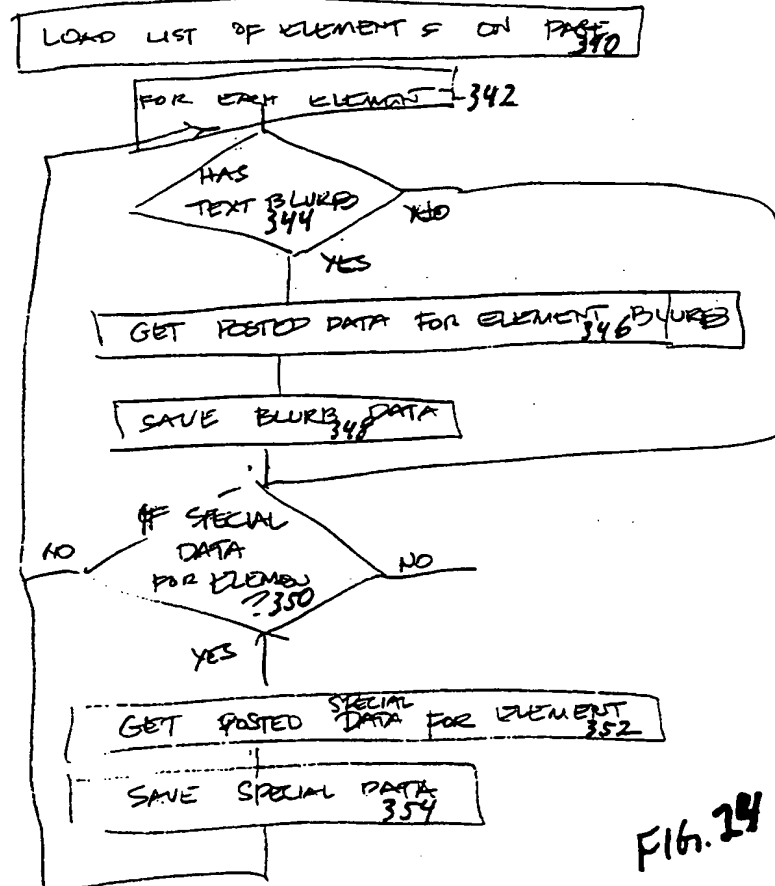 LOAD LIST OF ELEMENT S ON PAGE
340
FOR EACH ELEMENT 342
HAS
TEXT BLURB
344
NO
YES
GET POSTED DATA FOR ELEMENT BLURB
346
SAVE BLURB DATA
348
IF SPECIAL
DATA
FOR ELEMEN
? 350
NO
NO
YES
GET POSTED SPECIAL DATA FOR ELEMENT
352
SAVE SPECIAL DATA
354
FIG. 24